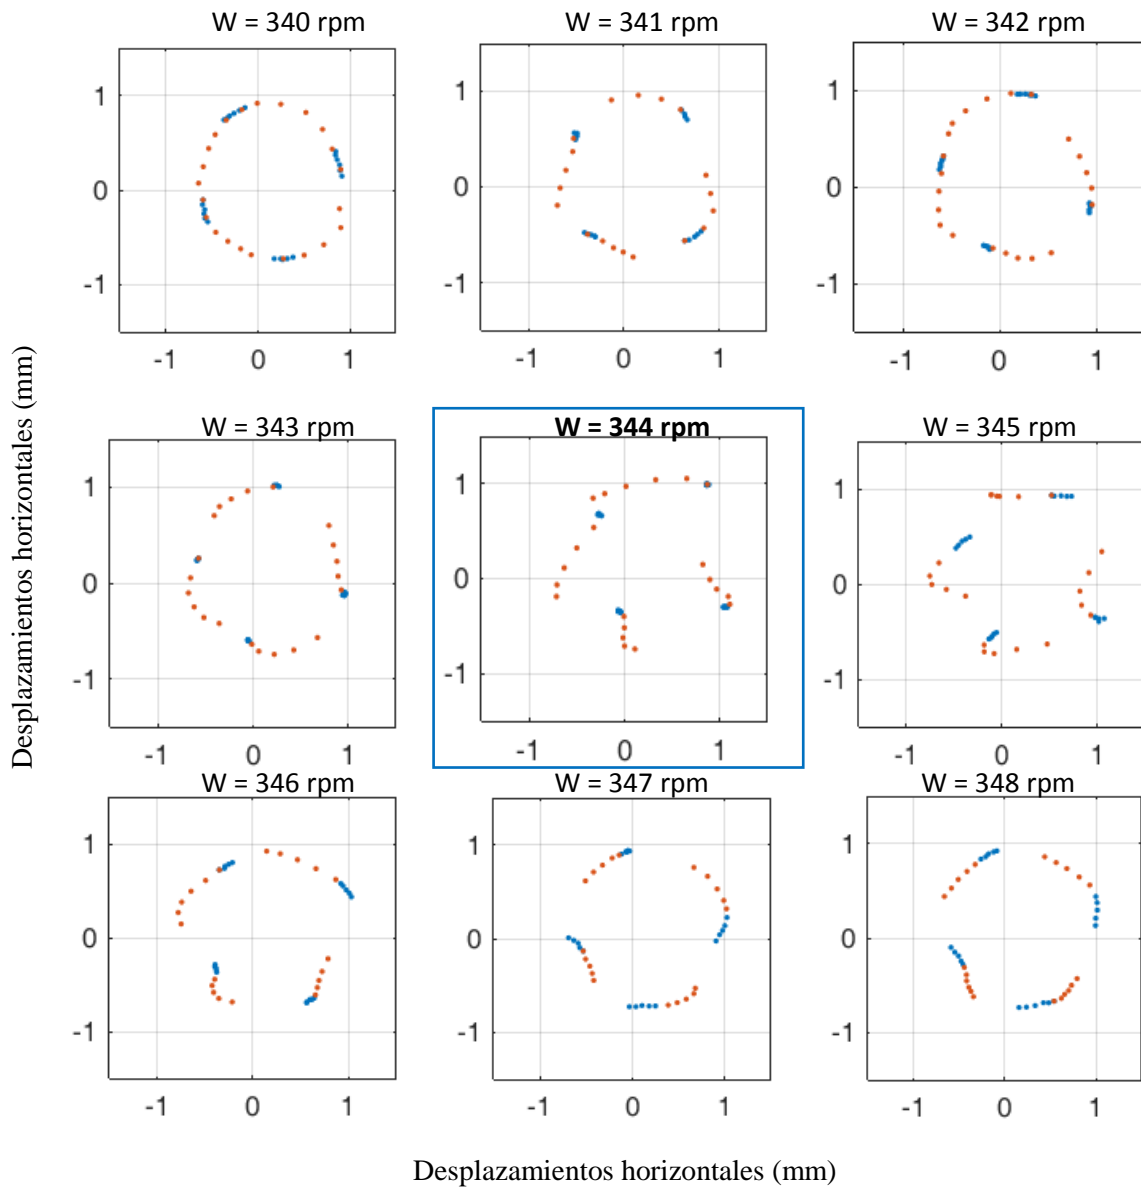 W = 340 rpm W = 341 rpm W = 342 rpm
1 1 1
0 0 0
-1 -1 -1
-1 0 1 -1 0 1 -1 0 1
Desplazamientos horizontales (mm)
W = 343 rpm W = 344 rpm W = 345 rpm
1 1 1
0 0 0
-1 -1 -1
-1 0 1 -1 0 1 -1 0 1
W = 346 rpm W = 347 rpm W = 348 rpm
1 1 1
0 0 0
-1 -1 -1
-1 0 1 -1 0 1 -1 0 1
Desplazamientos horizontales (mm)